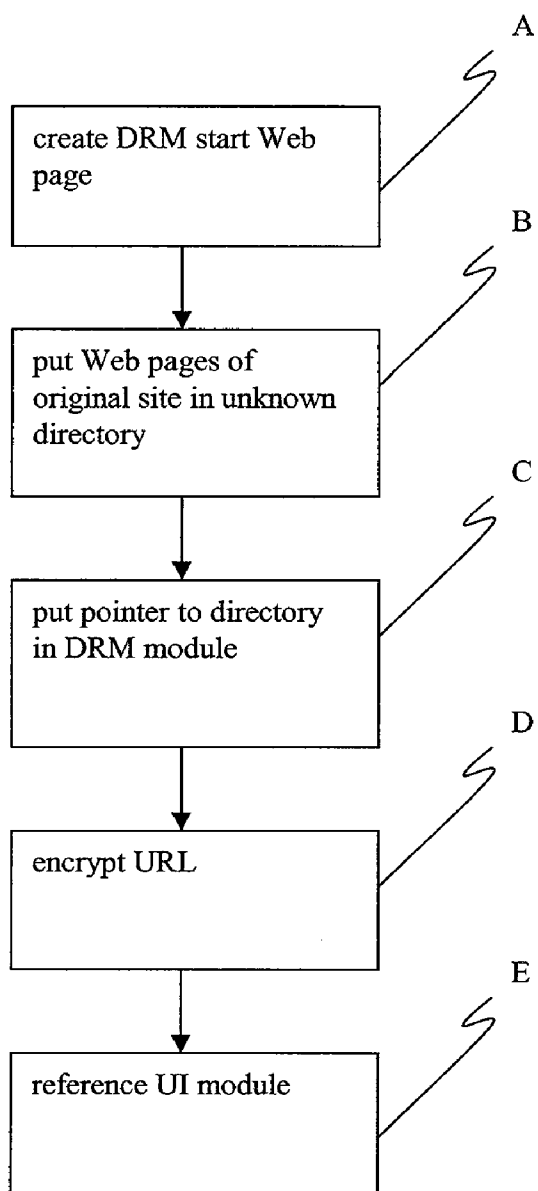 A
create DRM start Web
page
B
put Web pages of
original site in unknown
directory
C
put pointer to directory
in DRM module
D
encrypt URL
E
reference UI module